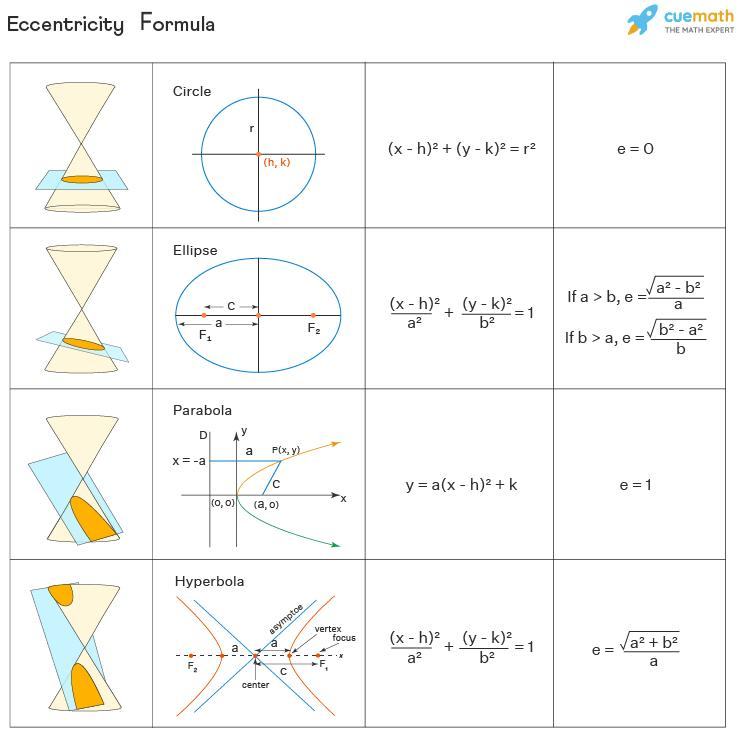 Eccentricity Formula
cuemath
THE MATH EXPERT
Circle
r
(h, k)
(x - h)² + (y - k)² = r²
e = 0
Ellipse
C
a
F₁
F₂
(x - h)²/a² + (y - k)²/b² = 1
If a > b, e = √a² - b²/a
If b > a, e = √b² - a²/b
Parabola
D
y
a
P(x, y)
x = -a
C
x
(0, 0)
(a, 0)
y = a(x - h)² + k
e = 1
Hyperbola
asymptoe
vertex
focus
a
a
x
F₂
F₁
C
center
(x - h)²/a² + (y - k)²/b² = 1
e = √a² + b²/a